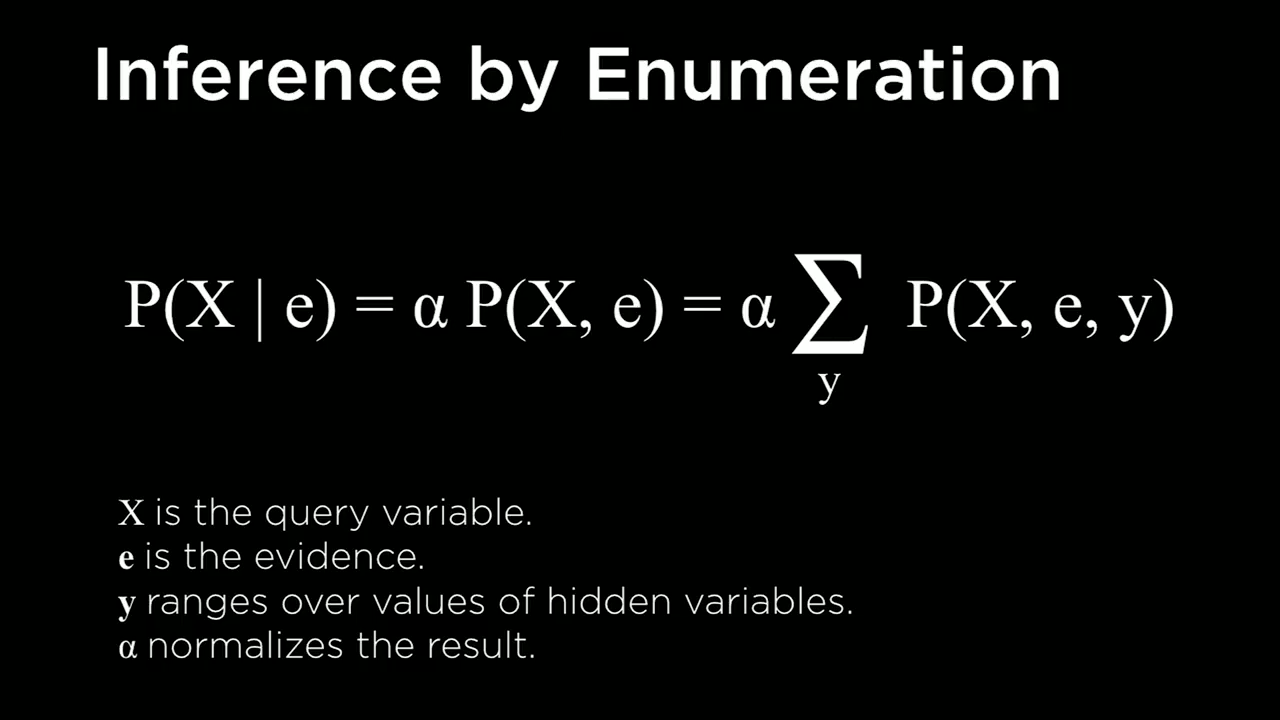 Inference by Enumeration
P(X | e) = α P(X, e) = α ∑ P(X, e, y)
y
X is the query variable.
e is the evidence.
y ranges over values of hidden variables.
α normalizes the result.